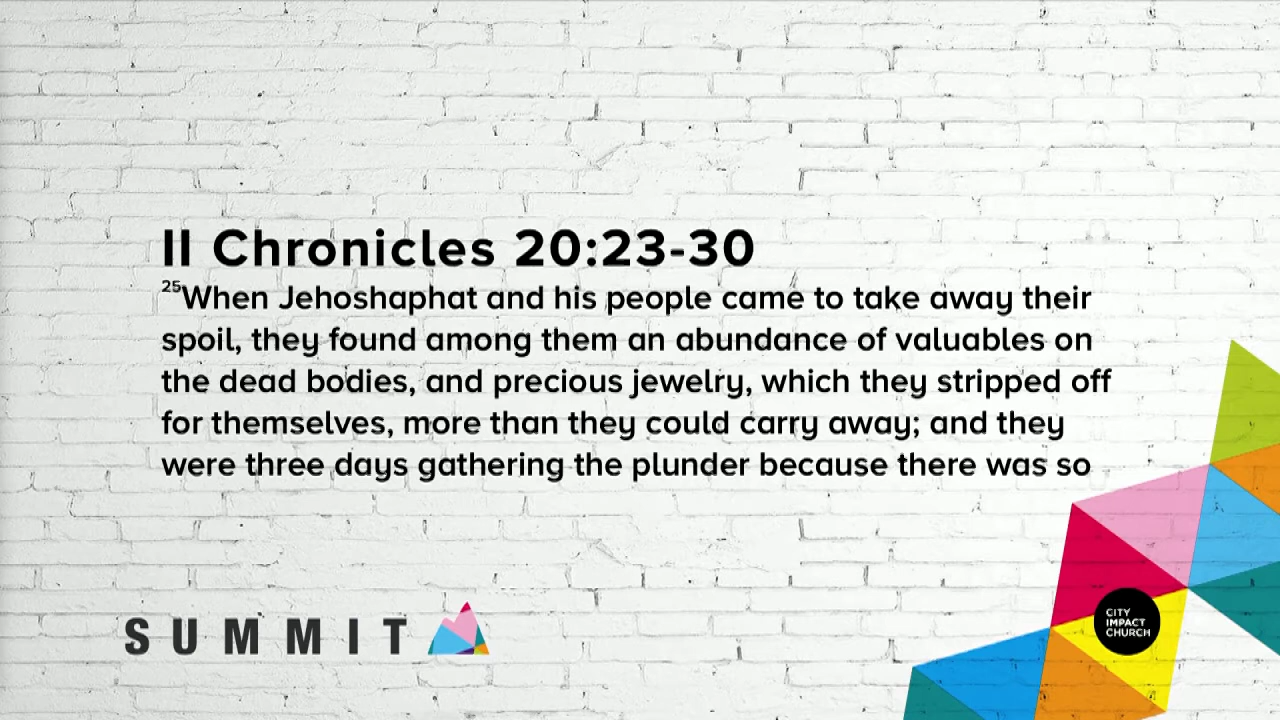 II Chronicles 20:23-30
25When Jehoshaphat and his people came to take away their
spoil, they found among them an abundance of valuables on
the dead bodies, and precious jewelry, which they stripped off
for themselves, more than they could carry away; and they
were three days gathering the plunder because there was so
SUMMIT
CITY
IMPACT
CHURCH